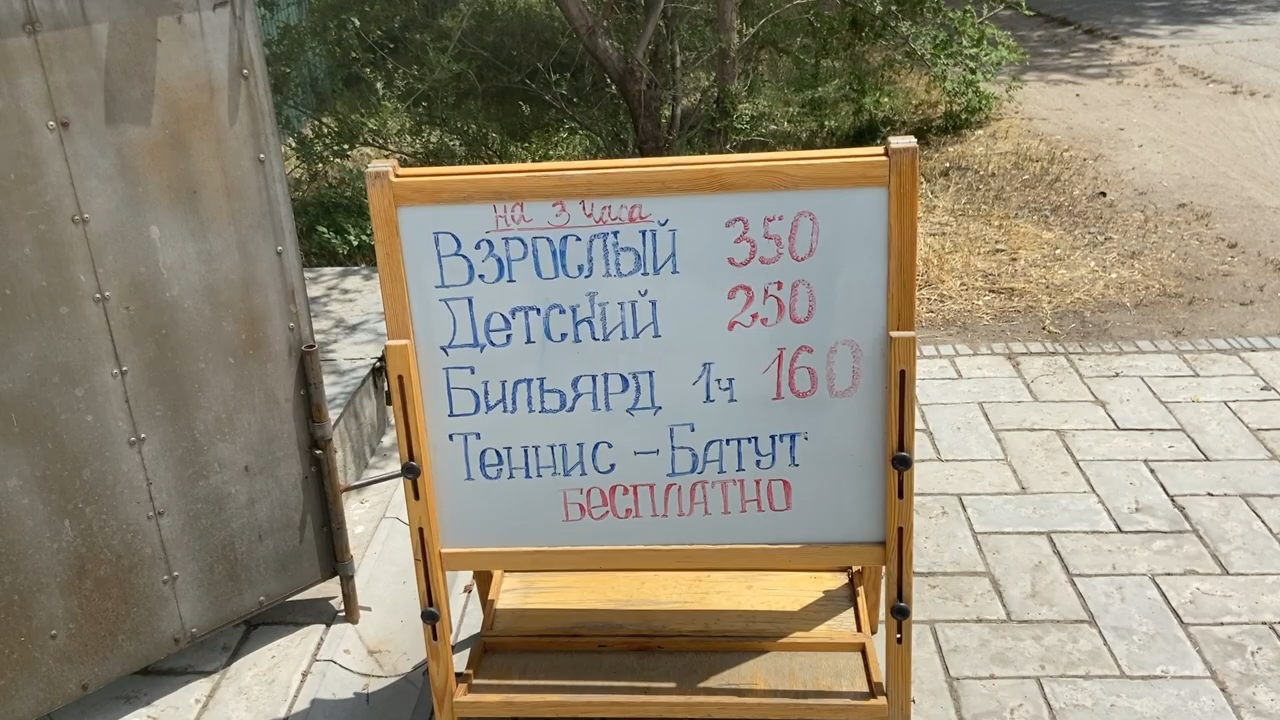 на 3 часа
Взрослый 350
Детский 250
Бильярд 1ч 160
Теннис - Батут
БЕСПЛАТНО